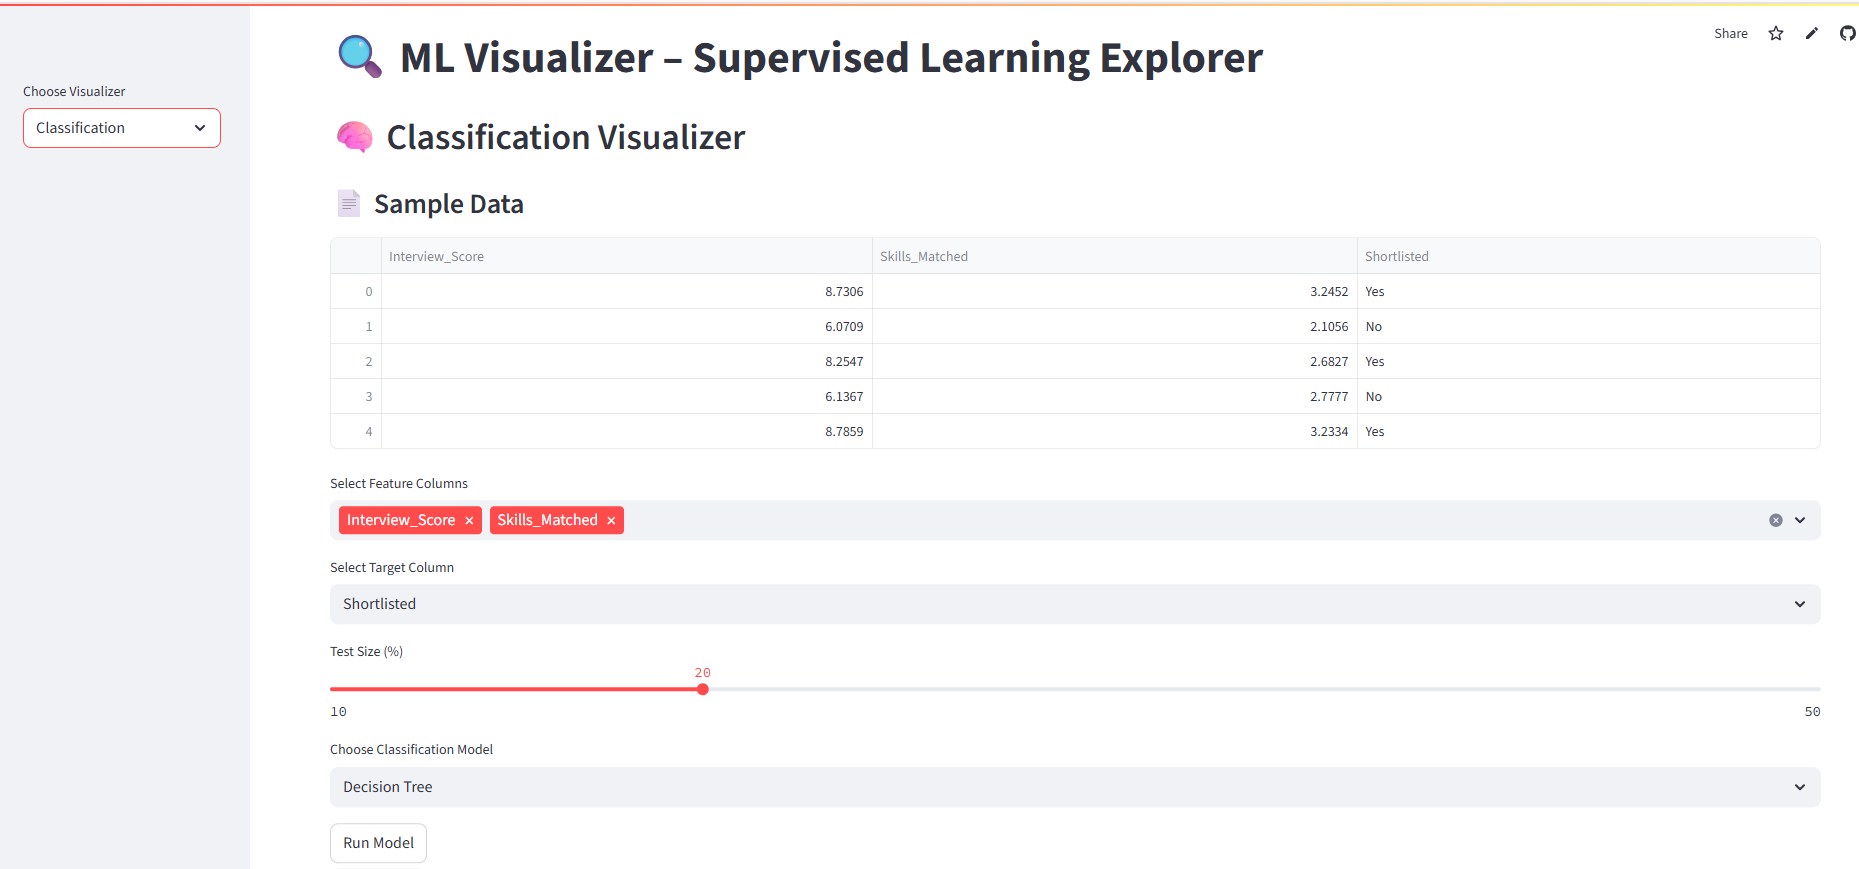 Share
🔍 ML Visualizer – Supervised Learning Explorer
Choose Visualizer
Classification
🧠 Classification Visualizer
📄 Sample Data
Interview_Score Skills_Matched Shortlisted
0 8.7306 3.2452 Yes
1 6.0709 2.1056 No
2 8.2547 2.6827 Yes
3 6.1367 2.7777 No
4 8.7859 3.2334 Yes
Select Feature Columns
Interview_Score × Skills_Matched ×
Select Target Column
Shortlisted
Test Size (%)
20
10 50
Choose Classification Model
Decision Tree
Run Model